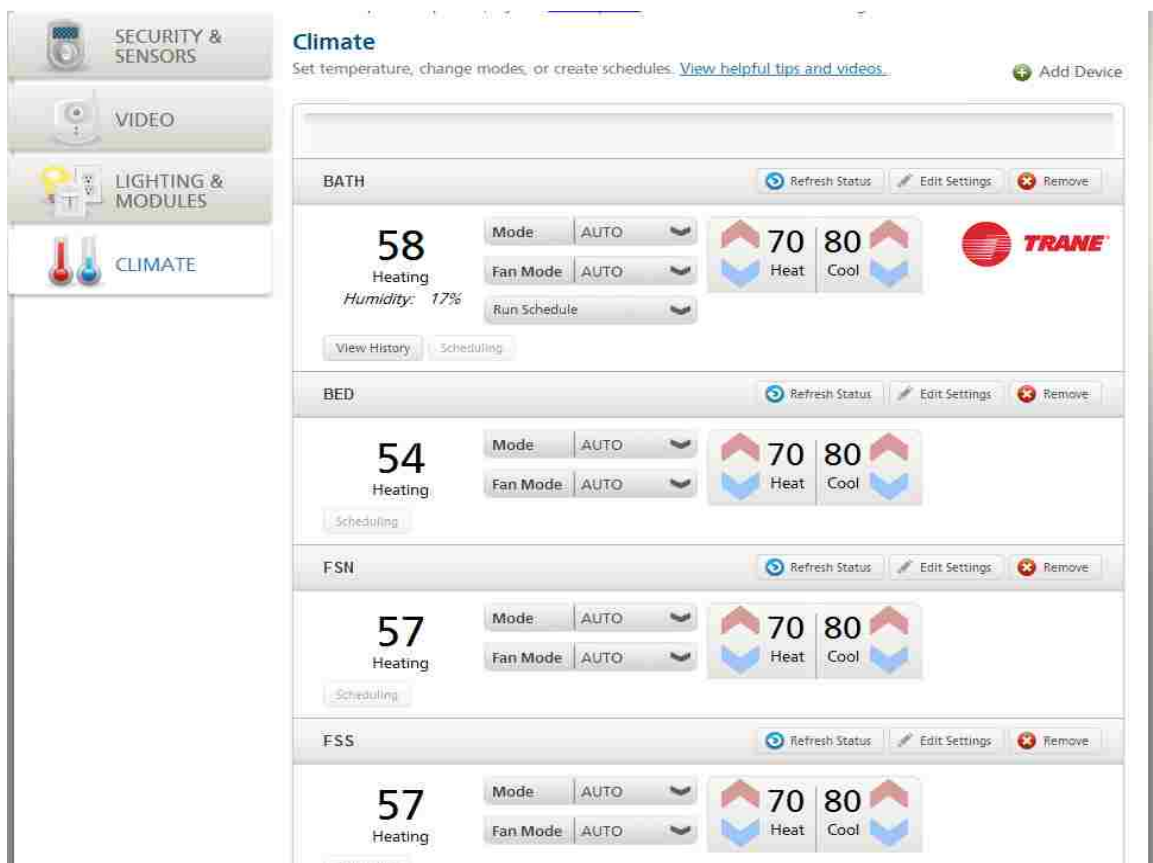 SECURITY &
SENSORS
VIDEO
LIGHTING &
MODULES
CLIMATE
Climate
Set temperature, change modes, or create schedules. View helpful tips and videos.
Add Device
BATH
Refresh Status
Edit Settings
Remove
58
Heating
Humidity: 17%
Mode AUTO
Fan Mode AUTO
Run Schedule
70 80
Heat Cool
TRANE
View History
Scheduling
BED
Refresh Status
Edit Settings
Remove
54
Heating
Mode AUTO
Fan Mode AUTO
70 80
Heat Cool
Scheduling
FSN
Refresh Status
Edit Settings
Remove
57
Heating
Mode AUTO
Fan Mode AUTO
70 80
Heat Cool
Scheduling
FSS
Refresh Status
Edit Settings
Remove
57
Heating
Mode AUTO
Fan Mode AUTO
70 80
Heat Cool